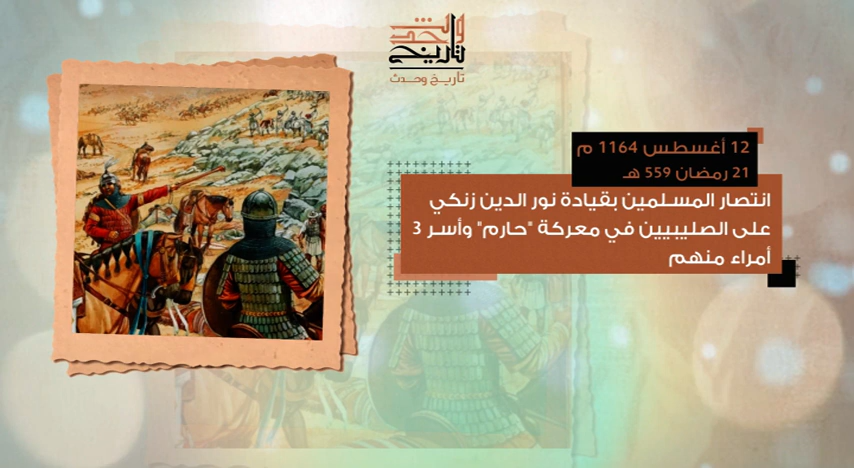 والحدث
تاريخ
تاريخ وحدث
12 أغسطس 1164 م
21 رمضان 559 هـ
انتصار المسلمين بقيادة نور الدين زنكي
على الصليبيين في معركة "حارم" وأسر 3
أمراء منهم